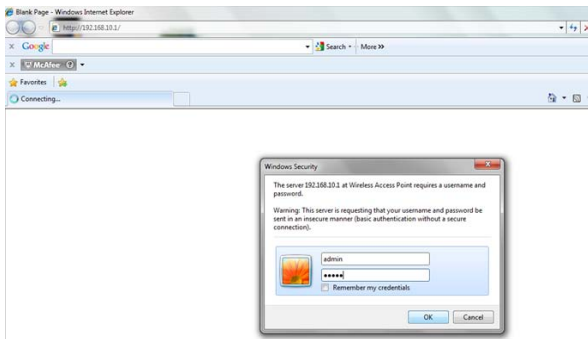 Blank Page - Windows Internet Explorer
http://192.168.10.1/
Google Search More »
McAfee
Favorites
Connecting...
Windows Security
The server 192.168.10.1 at Wireless Access Point requires a username and
password.
Warning: This server is requesting that your username and password be
sent in an insecure manner (basic authentication without a secure
connection).
admin
•••••
Remember my credentials
OK Cancel